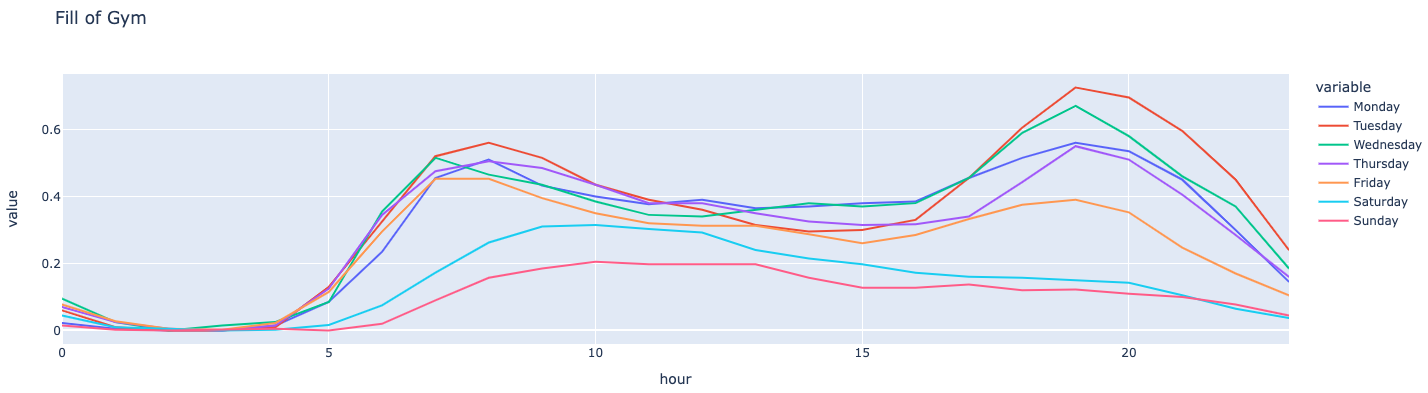 Fill of Gym
value
0.6
0.4
0.2
0
0
5
10
15
20
hour
variable
Monday
Tuesday
Wednesday
Thursday
Friday
Saturday
Sunday